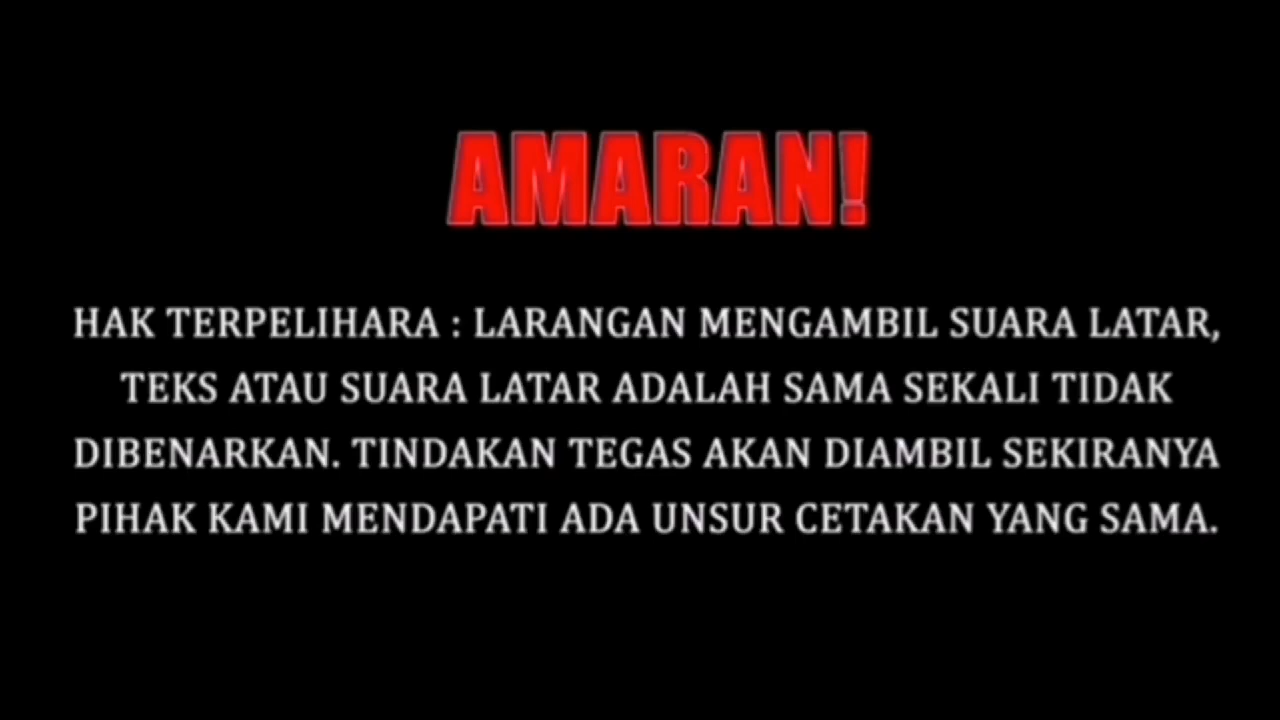 AMARAN!
HAK TERPELIHARA : LARANGAN MENGAMBIL SUARA LATAR,
TEKS ATAU SUARA LATAR ADALAH SAMA SEKALI TIDAK
DIBENARKAN. TINDAKAN TEGAS AKAN DIAMBIL SEKIRANYA
PIHAK KAMI MENDAPATI ADA UNSUR CETAKAN YANG SAMA.